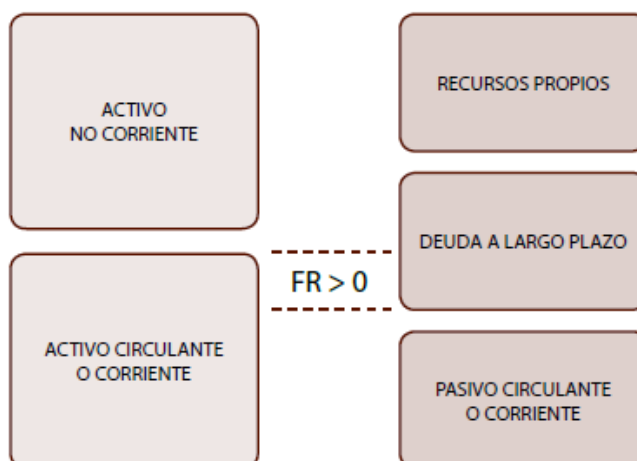 ACTIVO
NO CORRIENTE
RECURSOS PROPIOS
DEUDA A LARGO PLAZO
FR > 0
ACTIVO CIRCULANTE
O CORRIENTE
PASIVO CIRCULANTE
O CORRIENTE